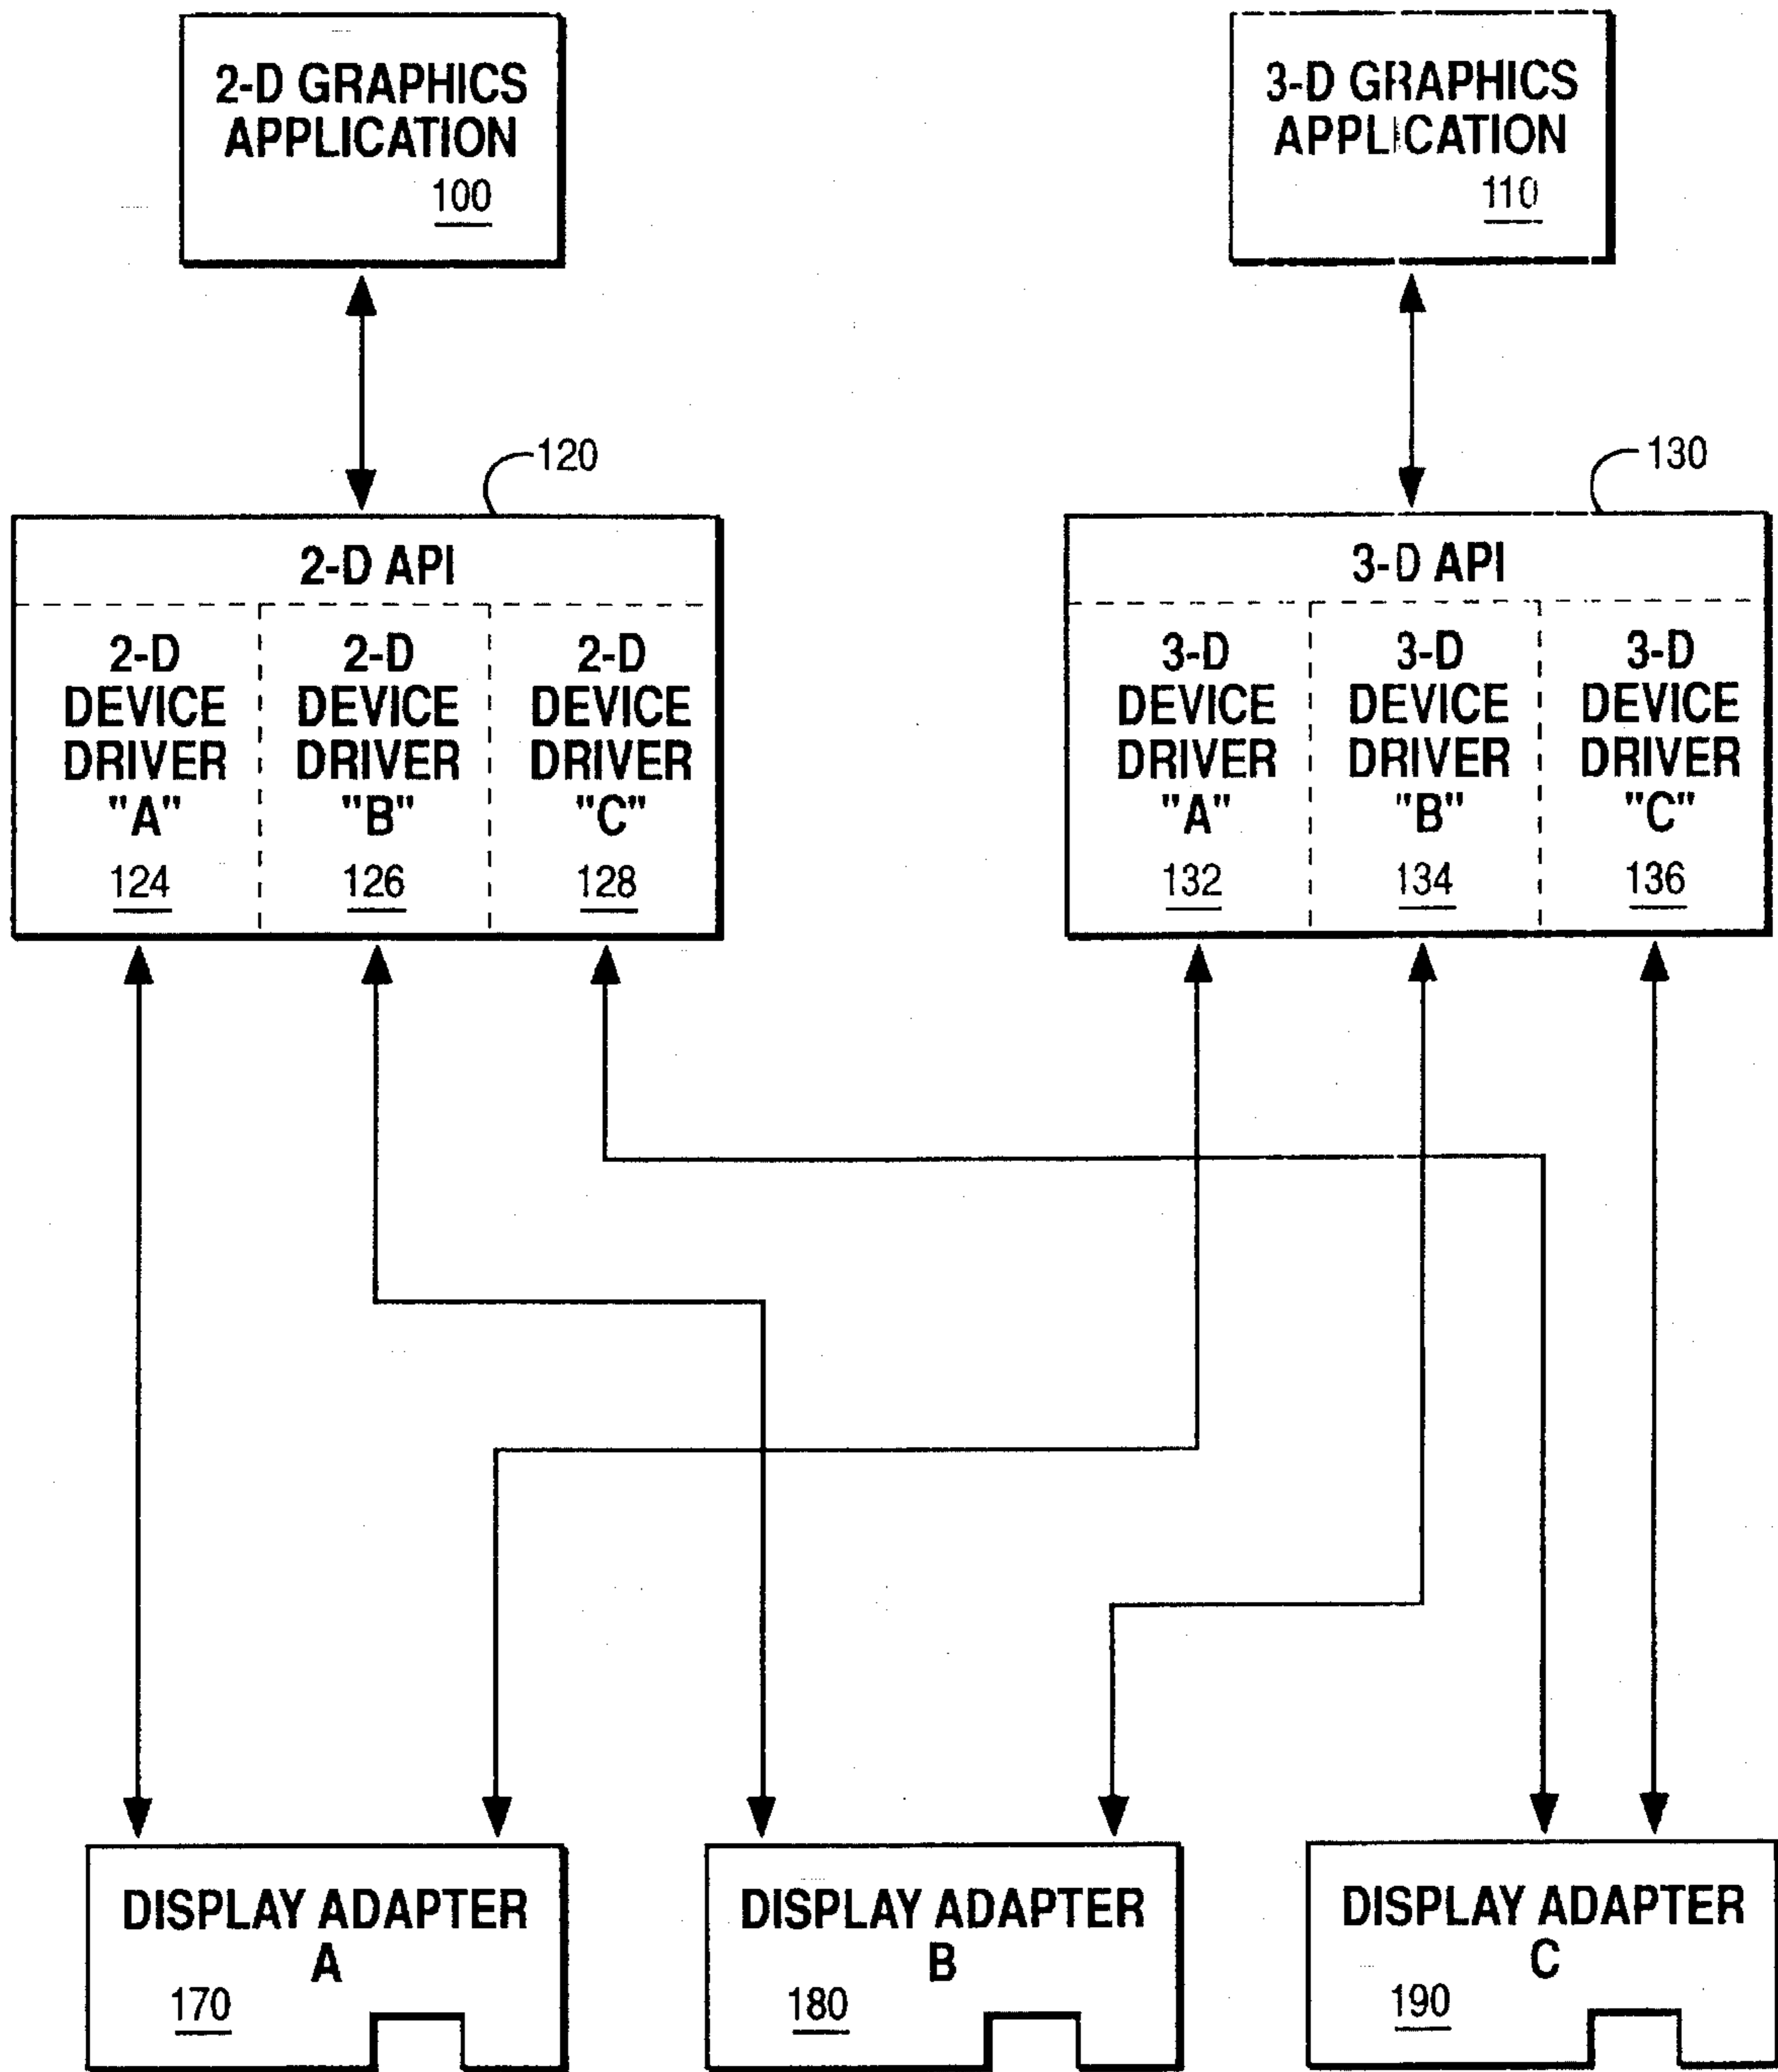 2-D GRAPHICS
APPLICATION
100
3-D GRAPHICS
APPLICATION
110
120
130
2-D API
2-D
DEVICE
DRIVER
"A"
124
2-D
DEVICE
DRIVER
"B"
126
2-D
DEVICE
DRIVER
"C"
128
3-D API
3-D
DEVICE
DRIVER
"A"
132
3-D
DEVICE
DRIVER
"B"
134
3-D
DEVICE
DRIVER
"C"
136
DISPLAY ADAPTER
A
170
DISPLAY ADAPTER
B
180
DISPLAY ADAPTER
C
190